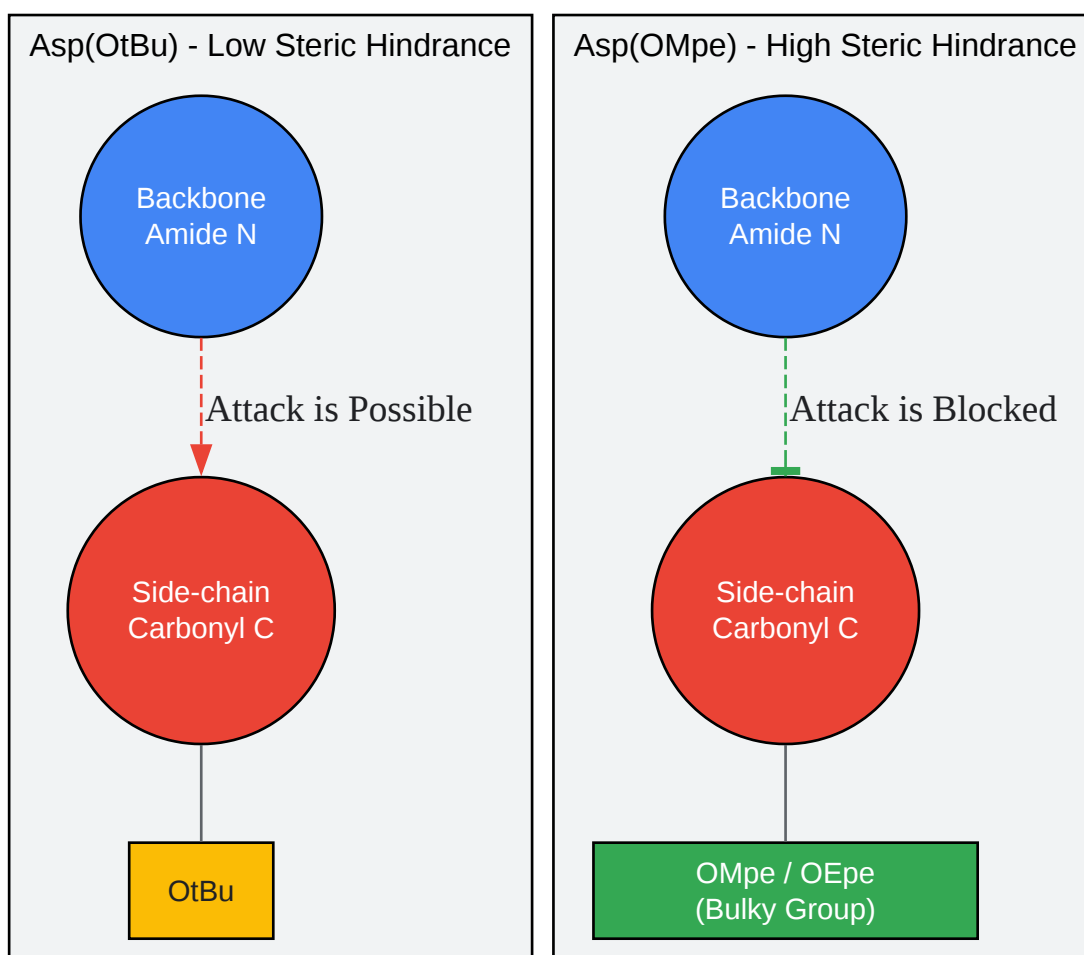 Asp(OtBu) - Low Steric Hindrance
Backbone
Amide N
Attack is Possible
Side-chain
Carbonyl C
OtBu
Asp(OMpe) - High Steric Hindrance
Backbone
Amide N
Attack is Blocked
Side-chain
Carbonyl C
OMpe / OEpe
(Bulky Group)